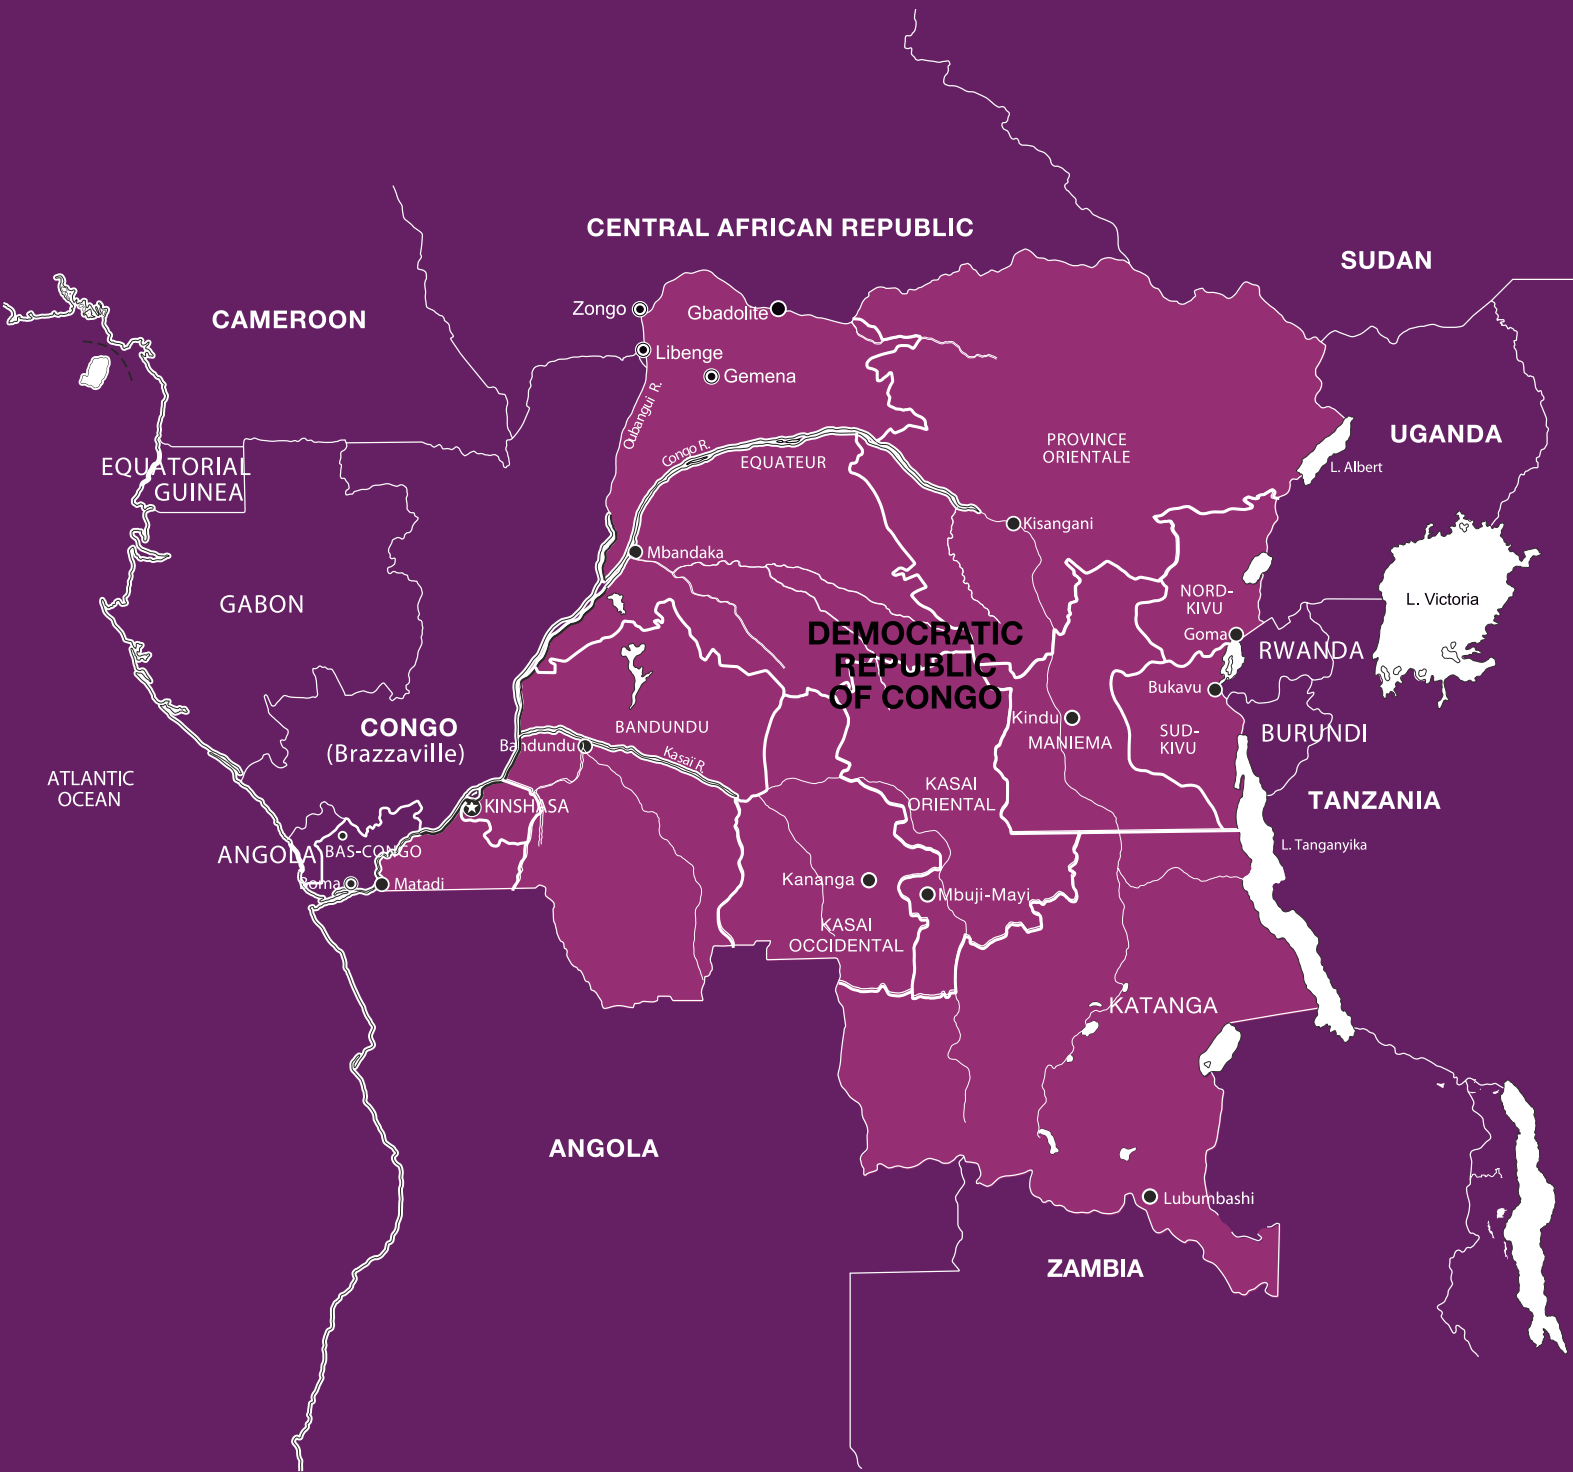 CENTRAL AFRICAN REPUBLIC
SUDAN
CAMEROON
Zongo
Gbadolite
Libenge
Gemena
Oubangui R.
Congo R.
EQUATEUR
PROVINCE
ORIENTALE
UGANDA
L. Albert
EQUATORIAL
GUINEA
Kisangani
Mbandaka
GABON
NORD-
KIVU
L. Victoria
Goma
RWANDA
DEMOCRATIC
REPUBLIC
OF CONGO
Bukavu
CONGO
(Brazzaville)
BANDUNDU
Bandundu
Kasaï R.
Kindu
MANIEMA
SUD-
KIVU
BURUNDI
ATLANTIC
OCEAN
KINSHASA
KASAI
ORIENTAL
TANZANIA
L. Tanganyika
ANGOLA
BAS-CONGO
Boma
Matadi
Kananga
Mbuji-Mayi
KASAI
OCCIDENTAL
KATANGA
ANGOLA
Lubumbashi
ZAMBIA